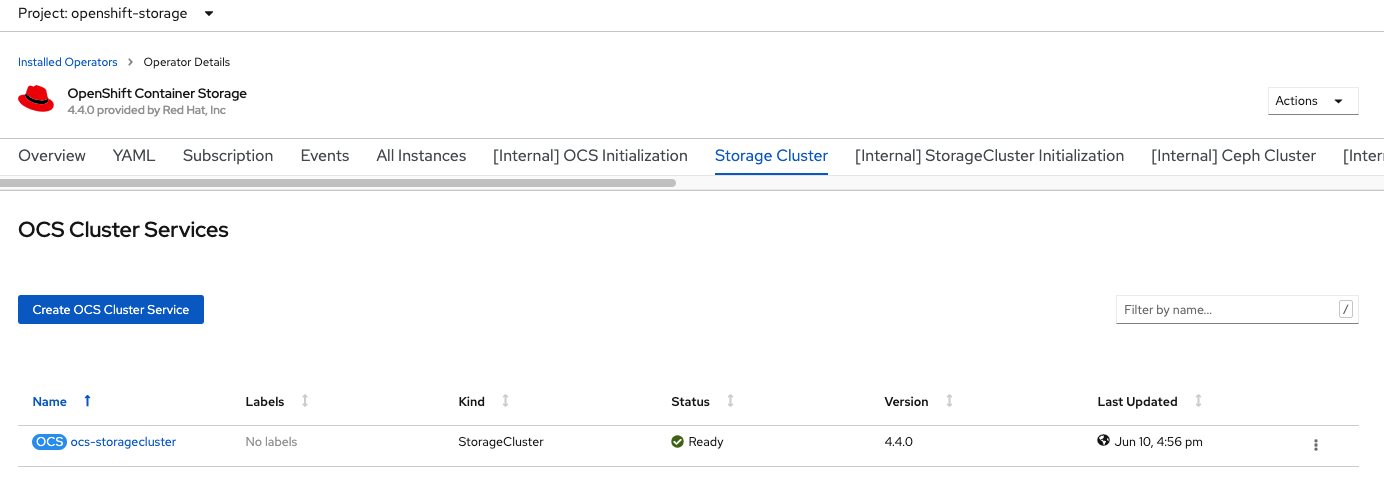 Project: openshift-storage
Installed Operators > Operator Details
OpenShift Container Storage
4.4.0 provided by Red Hat, Inc
Actions
Overview YAML Subscription Events All Instances [Internal] OCS Initialization Storage Cluster [Internal] StorageCluster Initialization [Internal] Ceph Cluster [Inter
OCS Cluster Services
Create OCS Cluster Service
Filter by name...
/
Name Labels Kind Status Version Last Updated
OCS ocs-storagecluster No labels StorageCluster Ready 4.4.0 Jun 10, 4:56 pm